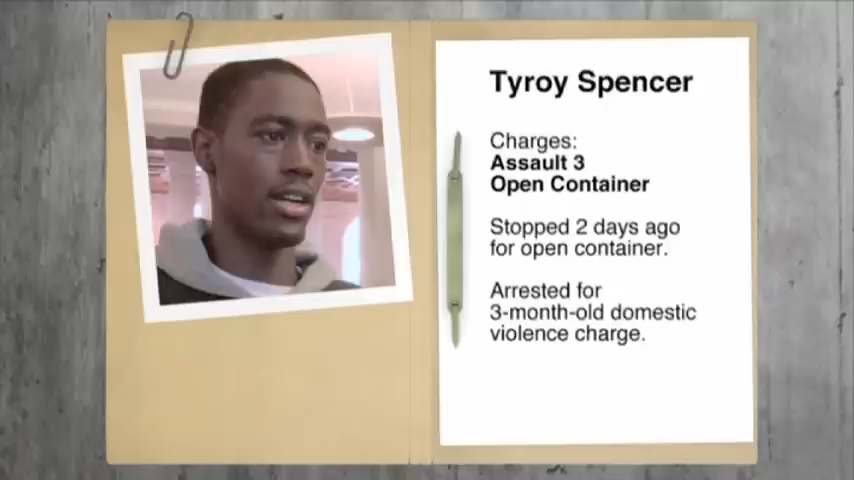 Tyroy Spencer
Charges:
Assault 3
Open Container
Stopped 2 days ago
for open container.
Arrested for
3-month-old domestic
violence charge.